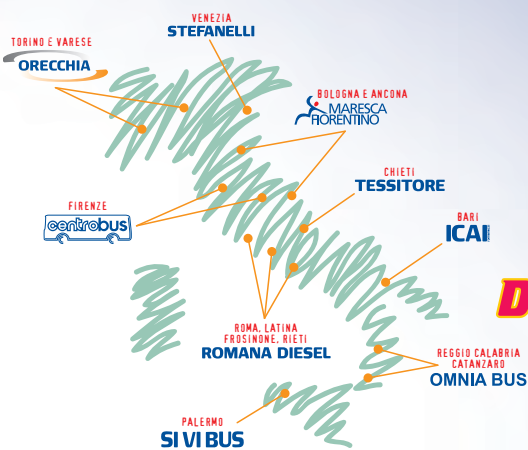 VENEZIA
STEFANELLI
TORINO E VARESE
ORECCHIA
BOLOGNA E ANCONA
MARESCA
FIORENTINO
CHIETI
TESSITORE
FIRENZE
centrobus
BARI
ICAI
D
ROMA, LATINA
FROSINONE, RIETI
ROMANA DIESEL
REGGIO CALABRIA
CATANZARO
OMNIA BUS
PALERMO
SI VI BUS